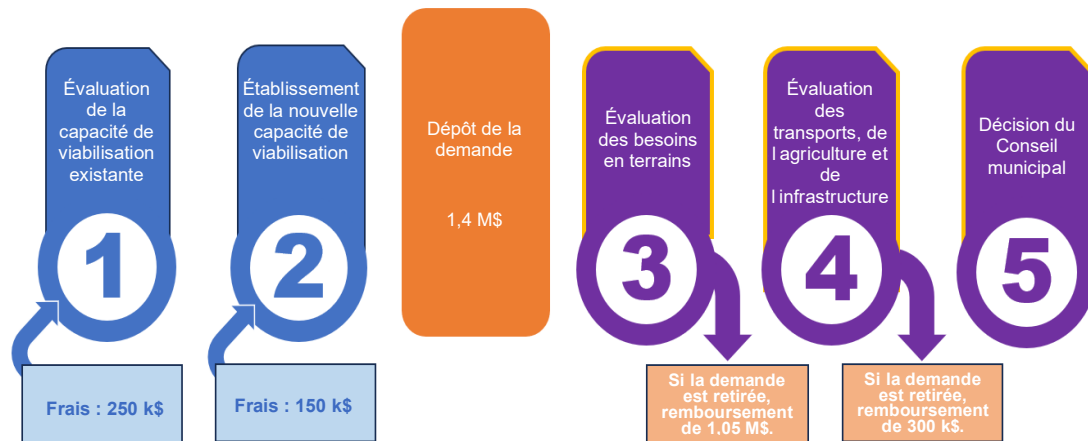 Évaluation
de la
capacité de
viabilisation
existante
1
Frais : 250 k$
Établissement
de la nouvelle
capacité de
viabilisation
2
Frais : 150 k$
Dépôt de la
demande
1,4 M$
Évaluation
des besoins
en terrains
3
Si la demande
est retirée,
remboursement
de 1,05 M$.
Évaluation
des
transports, de
l agriculture et
de
l infrastructure
4
Si la demande
est retirée,
remboursement
de 300 k$.
Décision du
Conseil
municipal
5